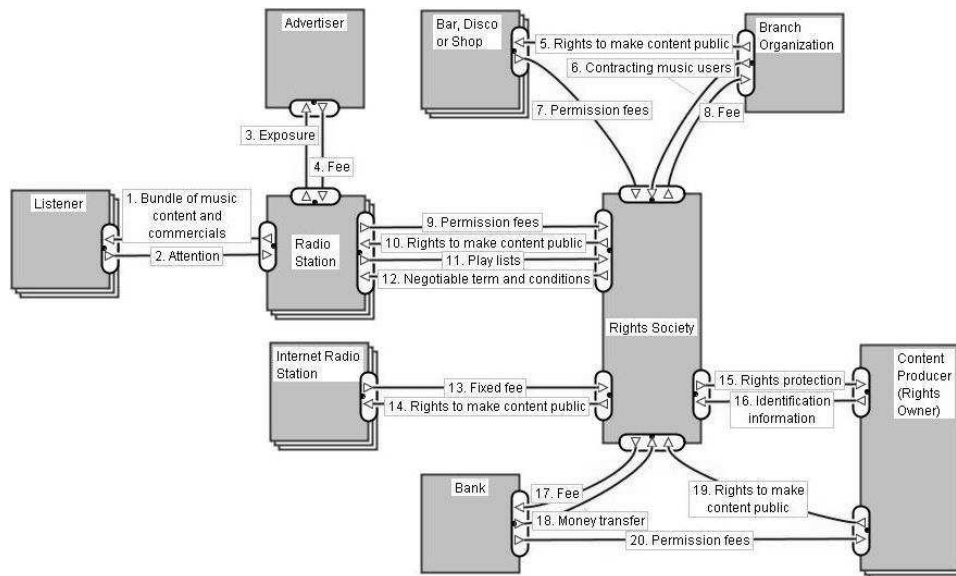 Advertiser
Bar, Disco
or Shop
Branch
Organization
5. Rights to make content public
6. Contracting music users
7. Permission fees
8. Fee
3. Exposure
4. Fee
Listener
1. Bundle of music
content and
commercials
2. Attention
Radio
Station
9. Permission fees
10. Rights to make content public
11. Play lists
12. Negotiable term and conditions
Rights Society
Internet Radio
Station
13. Fixed fee
14. Rights to make content public
15. Rights protection
16. Identification
information
Content
Producer
(Rights
Owner)
Bank
17. Fee
18. Money transfer
19. Rights to make
content public
20. Permission fees